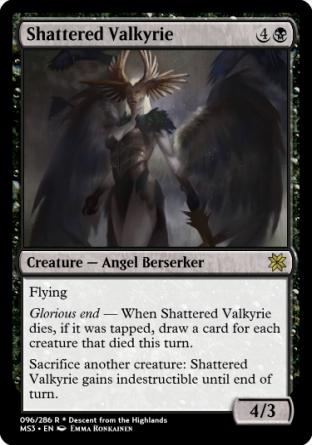 Shattered Valkyrie 4
Creature — Angel Berserker
Flying
Glorious end — When Shattered Valkyrie
dies, if it was tapped, draw a card for each
creature that died this turn.
Sacrifice another creature: Shattered
Valkyrie gains indestructible until end of
turn.
4/3
096/286 R * Descent from the Highlands
MS3 • EN Emma Ronkainen